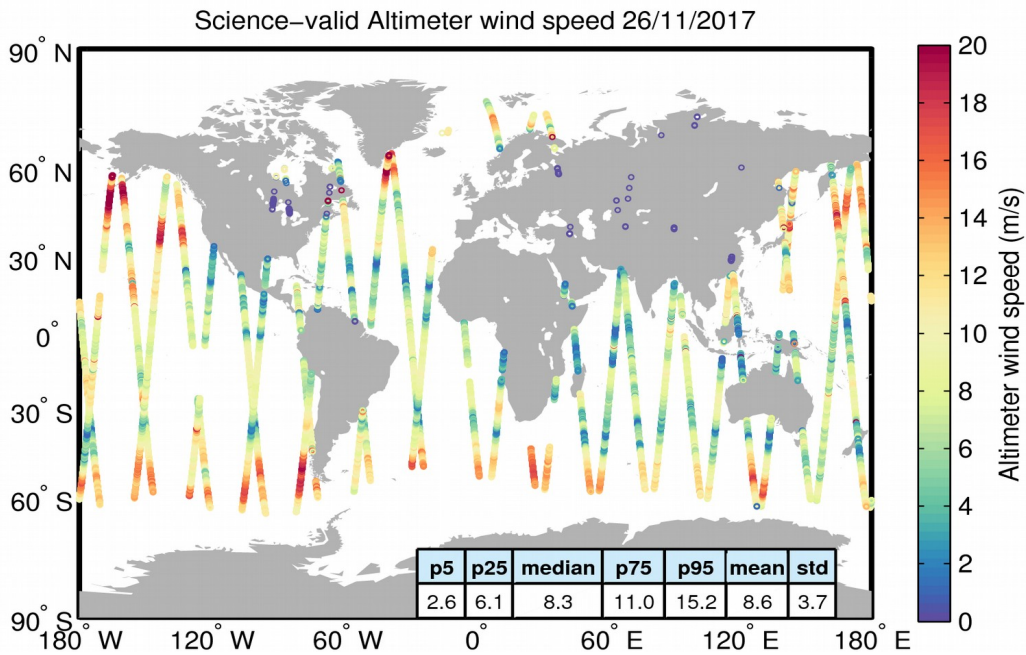 Science−valid Altimeter wind speed 26/11/2017
90° N
60° N
30° N
0°
30° S
60° S
90° S
180° W
120° W
60° W
0°
60° E
120° E
180° E
p5 p25 median p75 p95 mean std
2.6 6.1 8.3 11.0 15.2 8.6 3.7
20
18
16
14
12
10
8
6
4
2
0
Altimeter wind speed (m/s)